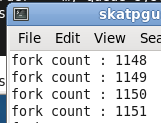 skatpgu
File Edit View Sea
fork count : 1148
fork count : 1149
fork count : 1150
fork count : 1151